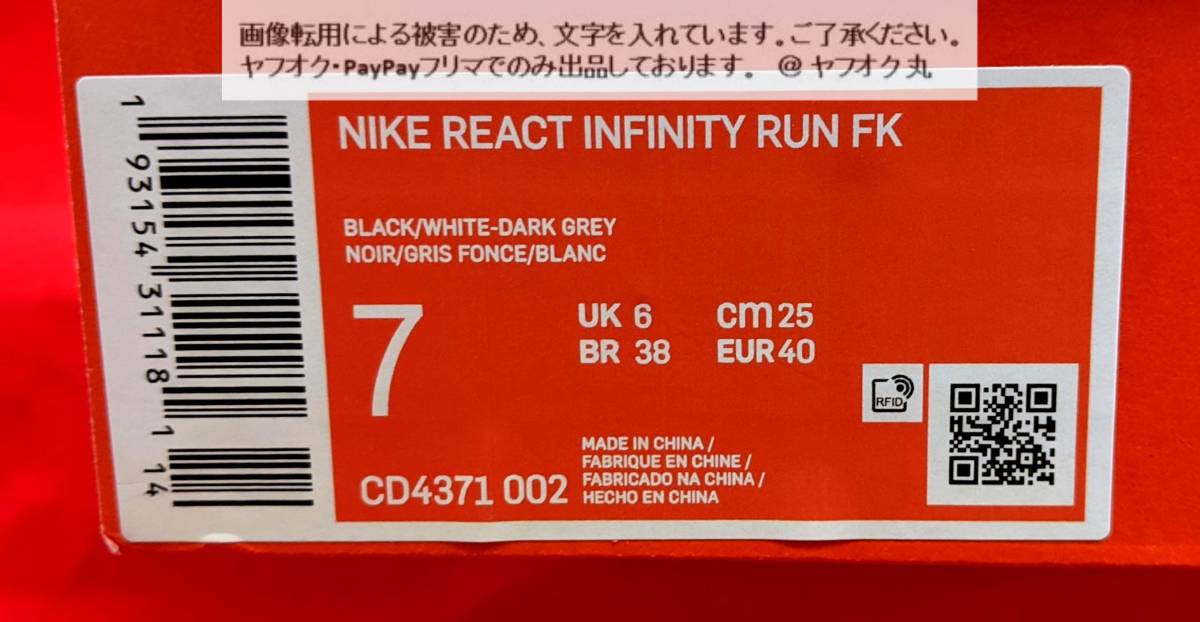 画像転用による被害のため、文字を入れています。ご了承ください。
ヤフオク・PayPayフリマでのみ出品しております。 @ ヤフオク 丸
1 93154 31118 1 14
NIKE REACT INFINITY RUN FK
BLACK/WHITE-DARK GREY
NOIR/GRIS FONCE/BLANC
7
UK 6 cm 25
BR 38 EUR 40
RFID
MADE IN CHINA /
FABRIQUE EN CHINE /
FABRICADO NA CHINA /
HECHO EN CHINA
CD4371 002